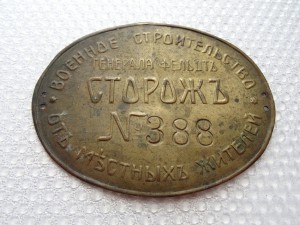 ВОЕННОЕ СТРОИТЕЛЬСТВО
ГЕНЕРАЛА ФЕЛЬДТЪ
СТОРОЖЪ
№388
ОТЪ МѢСТНЫХЪ ЖИТЕЛЕЙ